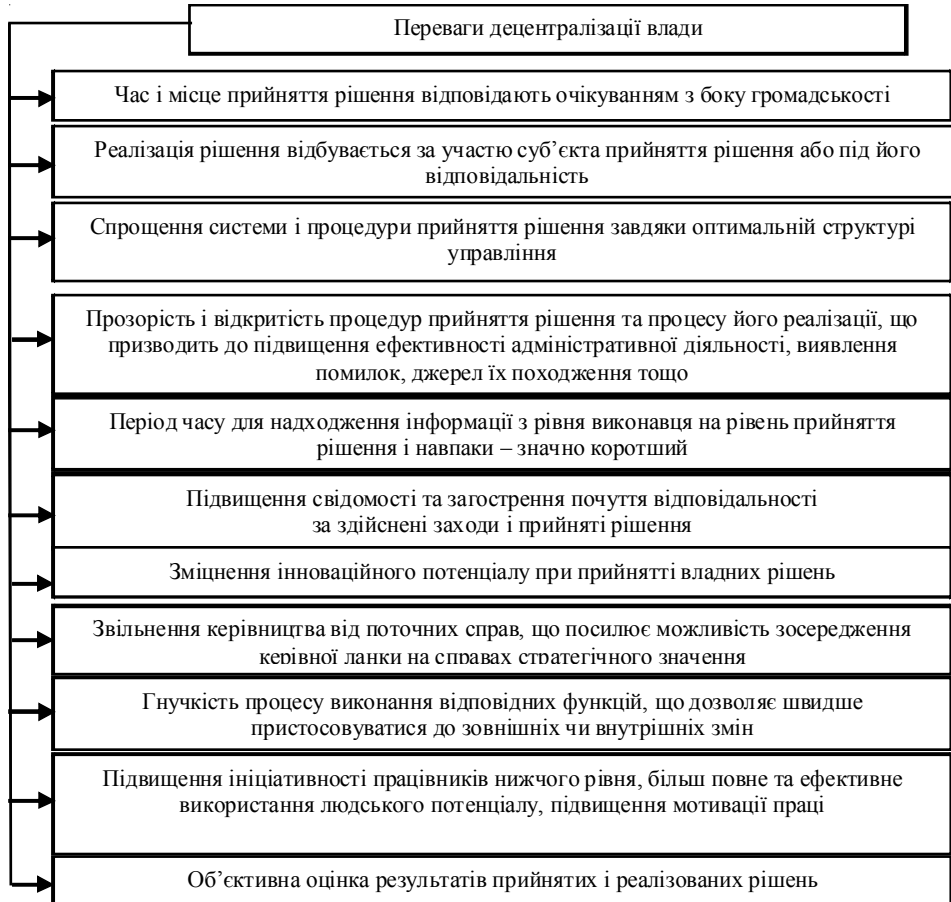 Переваги децентралізації влади
Час і місце прийняття рішення відповідають очікуванням з боку громадськості
Реалізація рішення відбувається за участю суб’єкта прийняття рішення або під його
відповідальність
Спрощення системи і процедури прийняття рішення завдяки оптимальній структурі
управління
Прозорість і відкритість процедур прийняття рішення та процесу його реалізації, що
призводить до підвищення ефективності адміністративної діяльності, виявлення
помилок, джерел їх походження тощо
Період часу для надходження інформації з рівня виконавця на рівень прийняття
рішення і навпаки – значно коротший
Підвищення свідомості та загострення почуття відповідальності
за здійснені заходи і прийняті рішення
Зміцнення інноваційного потенціалу при прийнятті владних рішень
Звільнення керівництва від поточних справ, що посилює можливість зосередження
керівної ланки на справах стратегічного значення
Гнучкість процесу виконання відповідних функцій, що дозволяє швидше
пристосовуватися до зовнішніх чи внутрішніх змін
Підвищення ініціативності працівників нижчого рівня, більш повне та ефективне
використання людського потенціалу, підвищення мотивації праці
Об’єктивна оцінка результатів прийнятих і реалізованих рішень